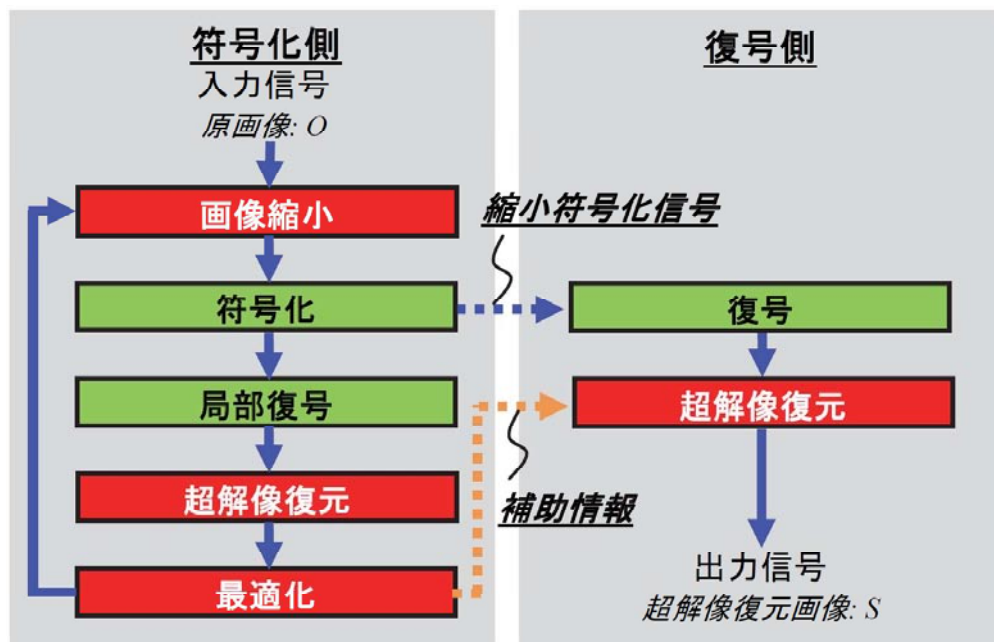 符号化側
入力信号
原画像: O
画像縮小
符号化
局部復号
超解像復元
最適化
縮小符号化信号
補助情報
復号側
復号
超解像復元
出力信号
超解像復元画像: S